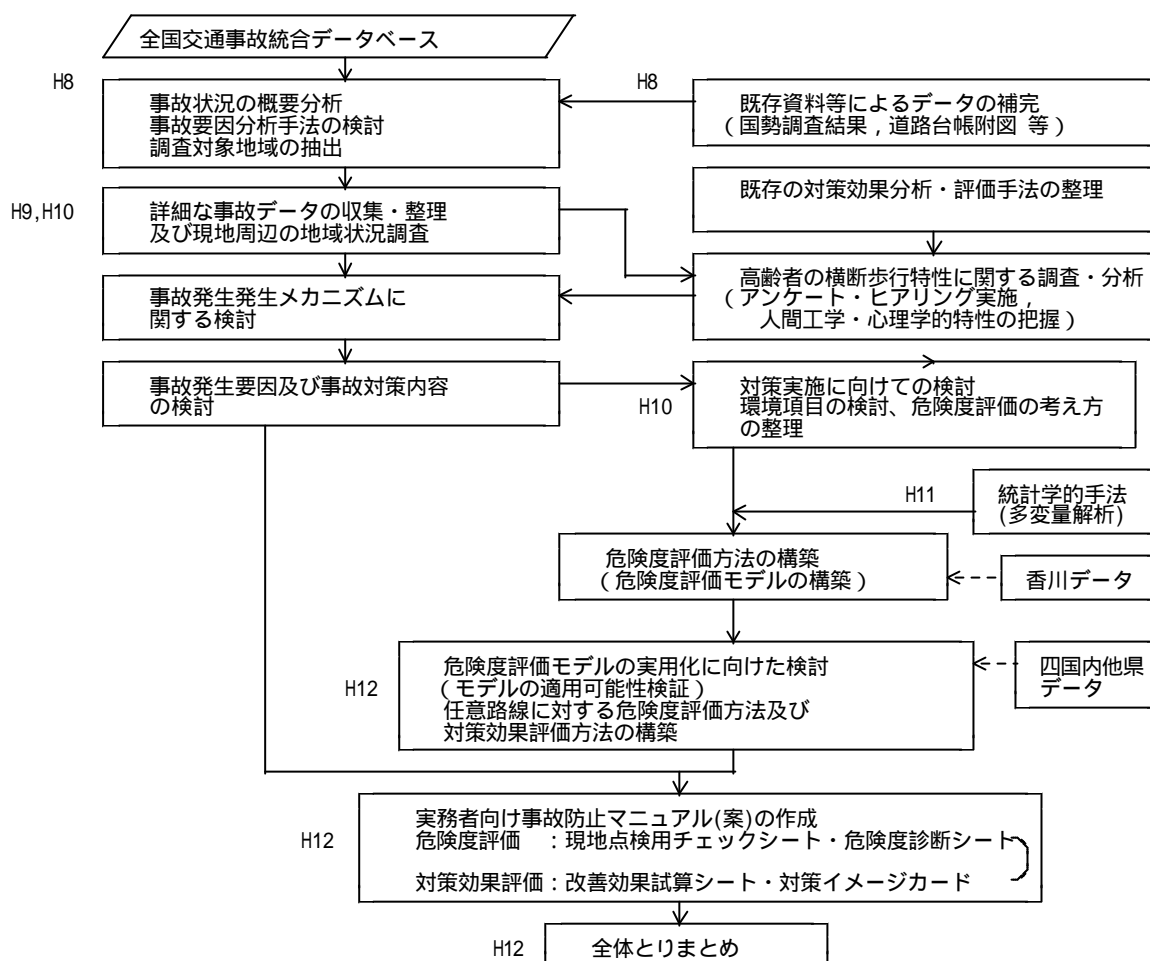 全国交通事故統合データベース
H8
事故状況の概要分析
事故要因分析手法の検討
調査対象地域の抽出
H8
既存資料等によるデータの補完
(国勢調査結果,道路台帳附図 等)
既存の対策効果分析・評価手法の整理
H9,H10
詳細な事故データの収集・整理
及び現地周辺の地域状況調査
高齢者の横断歩行特性に関する調査・分析
(アンケート・ヒアリング実施,
人間工学・心理学的特性の把握)
事故発生発生メカニズムに
関する検討
事故発生要因及び事故対策内容
の検討
H10
対策実施に向けての検討
環境項目の検討、危険度評価の考え方
の整理
H11
統計学的手法
(多変量解析)
危険度評価方法の構築
(危険度評価モデルの構築)
香川データ
H12
危険度評価モデルの実用化に向けた検討
(モデルの適用可能性検証)
任意路線に対する危険度評価方法及び
対策効果評価方法の構築
四国内他県
データ
H12
実務者向け事故防止マニュアル(案)の作成
危険度評価 :現地点検用チェックシート・危険度診断シート
対策効果評価:改善効果試算シート・対策イメージカード
H12
全体とりまとめ